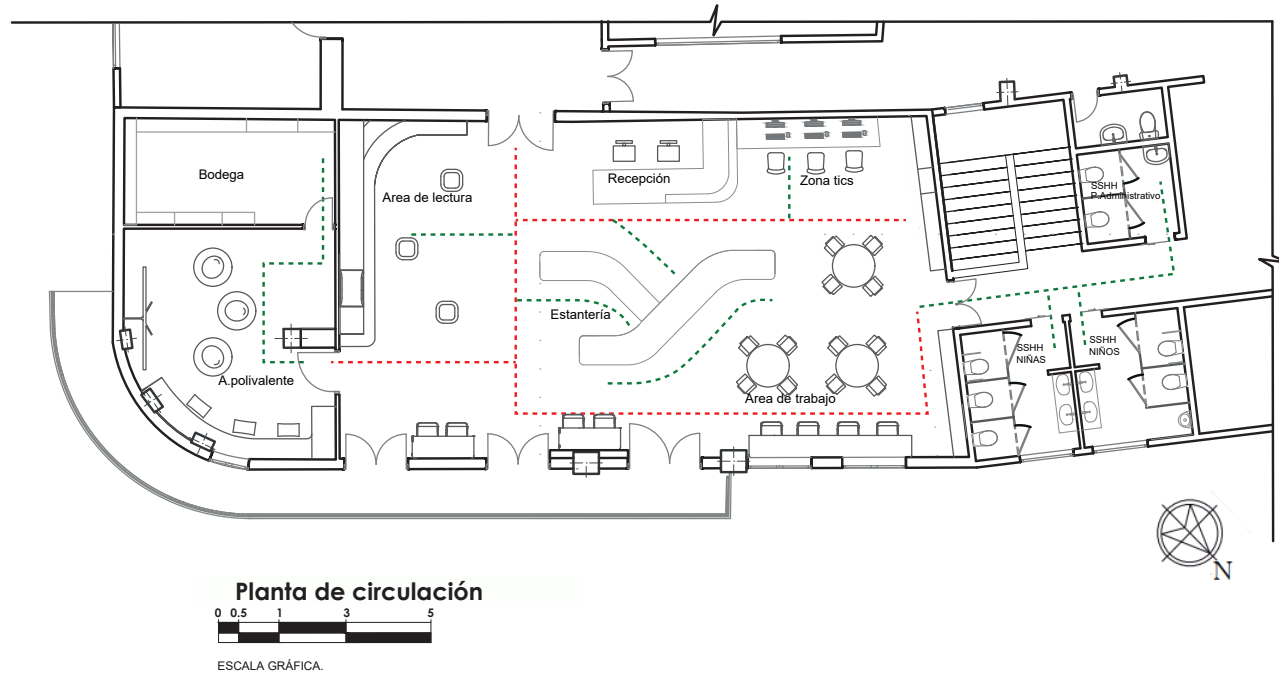 Bodega
Area de lectura
Recepción
Zona tics
SSHH
P.Administrativo
Estantería
SSHH
NIÑAS
SSHH
NIÑOS
A.polivalente
Área de trabajo
N
Planta de circulación
0 0.5 1 3 5
ESCALA GRÁFICA.